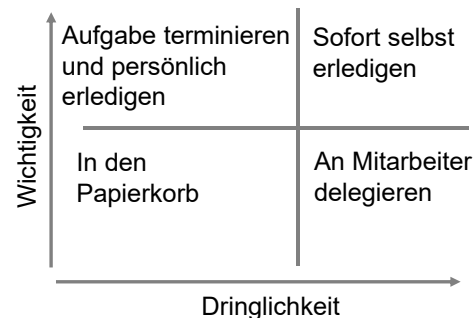 Aufgabe terminieren
und persönlich
erledigen
Sofort selbst
erledigen
In den
Papierkorb
An Mitarbeiter
delegieren
Wichtigkeit
Dringlichkeit